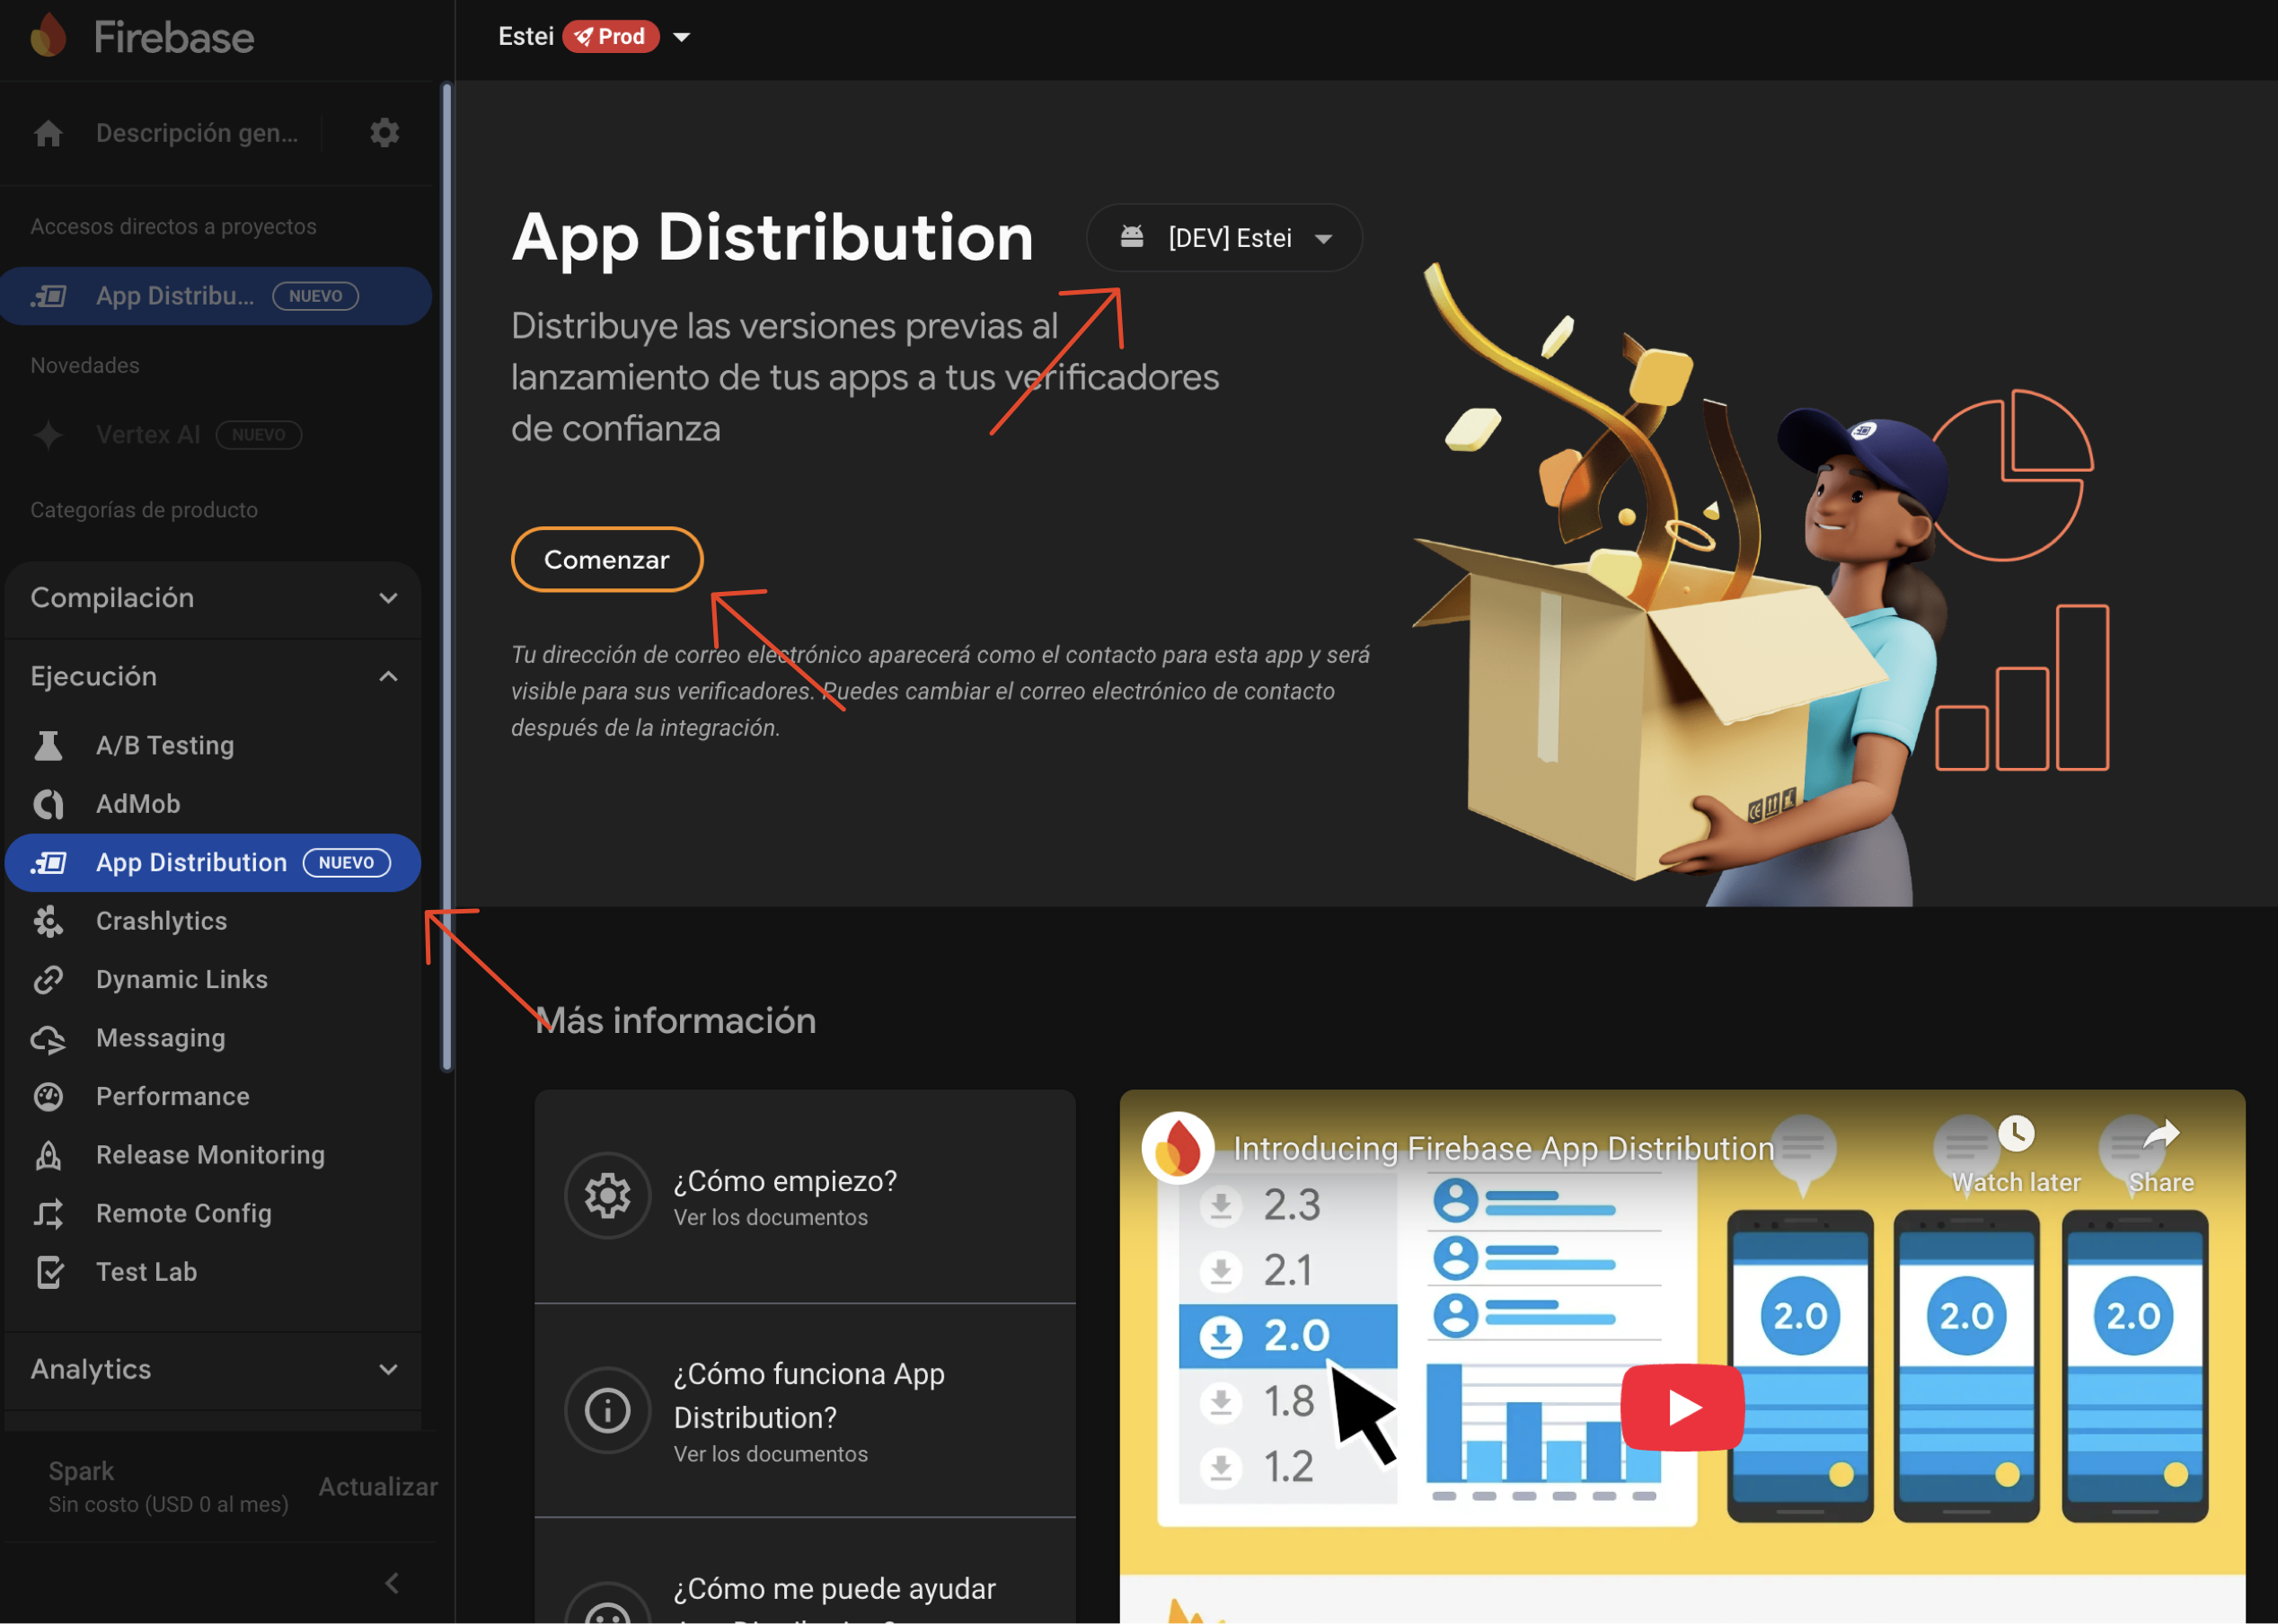 Firebase
Estei Prod
Descripción gen...
Accesos directos a proyectos
App Distribu... NUEVO
Novedades
Vertex AI NUEVO
Categorías de producto
Compilación
Ejecución
A/B Testing
AdMob
App Distribution NUEVO
Crashlytics
Dynamic Links
Messaging
Performance
Release Monitoring
Remote Config
Test Lab
Analytics
Spark
Sin costo (USD 0 al mes)
Actualizar
App Distribution
[DEV] Estei
Distribuye las versiones previas al
lanzamiento de tus apps a tus verificadores
de confianza
Comenzar
Tu dirección de correo electrónico aparecerá como el contacto para esta app y será
visible para sus verificadores. Puedes cambiar el correo electrónico de contacto
después de la integración.
Más información
¿Cómo empiezo?
Ver los documentos
¿Cómo funciona App
Distribution?
Ver los documentos
¿Cómo me puede ayudar
Introducing Firebase App Distribution
Watch later
Share
2.3
2.1
2.0
1.8
1.2
2.0
2.0
2.0